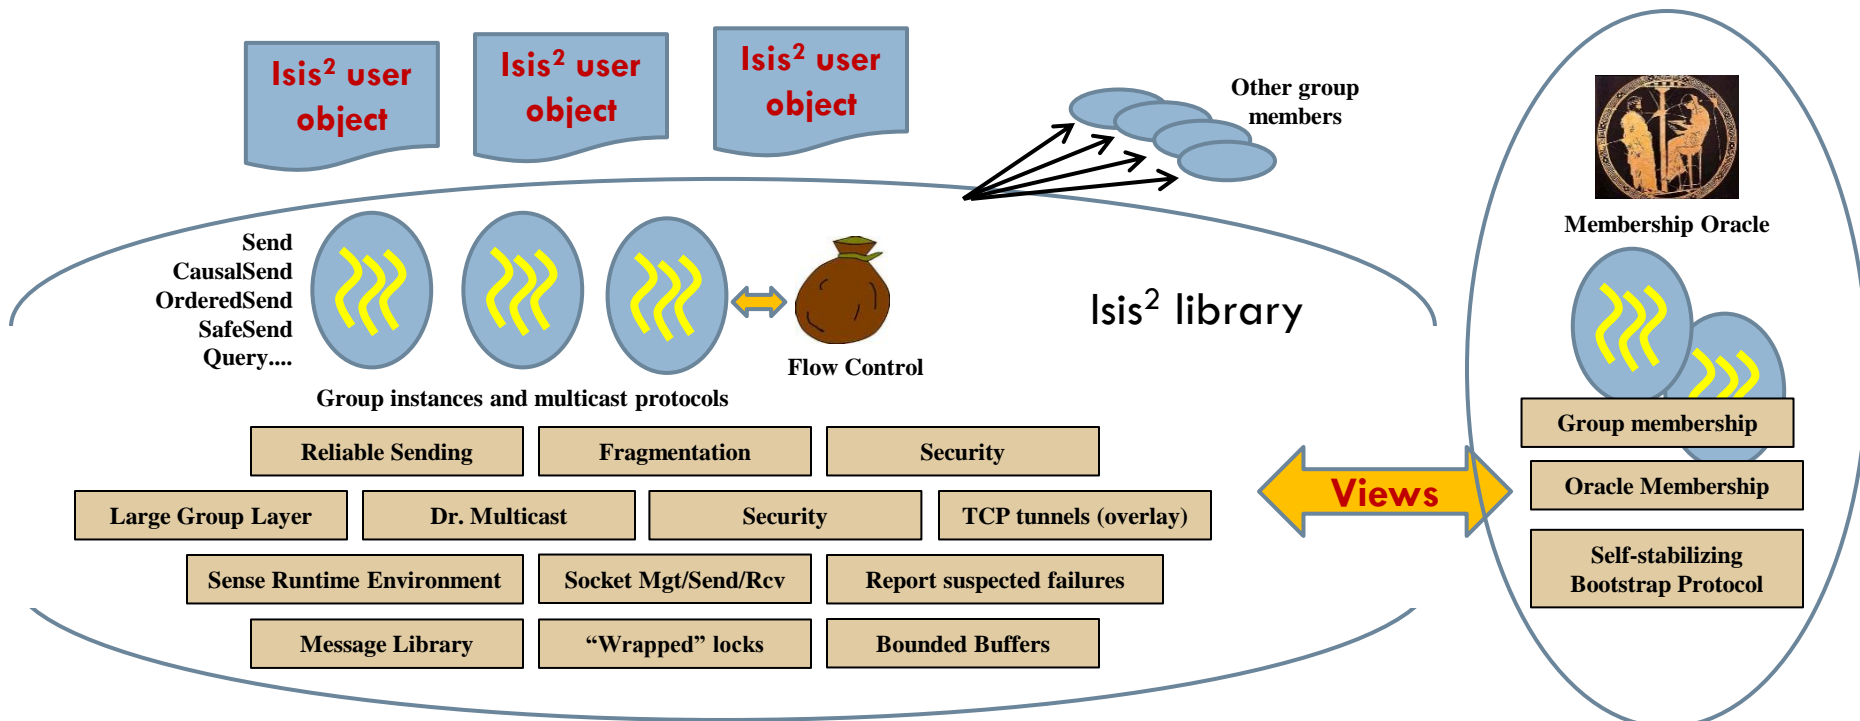 Isis² user
object
Isis² user
object
Isis² user
object
Other group
members
Membership Oracle
Send
CausalSend
OrderedSend
SafeSend
Query....
Flow Control
Isis² library
Group instances and multicast protocols
Reliable Sending
Fragmentation
Security
Large Group Layer
Dr. Multicast
Security
TCP tunnels (overlay)
Sense Runtime Environment
Socket Mgt/Send/Rcv
Report suspected failures
Message Library
“Wrapped” locks
Bounded Buffers
Views
Group membership
Oracle Membership
Self-stabilizing
Bootstrap Protocol